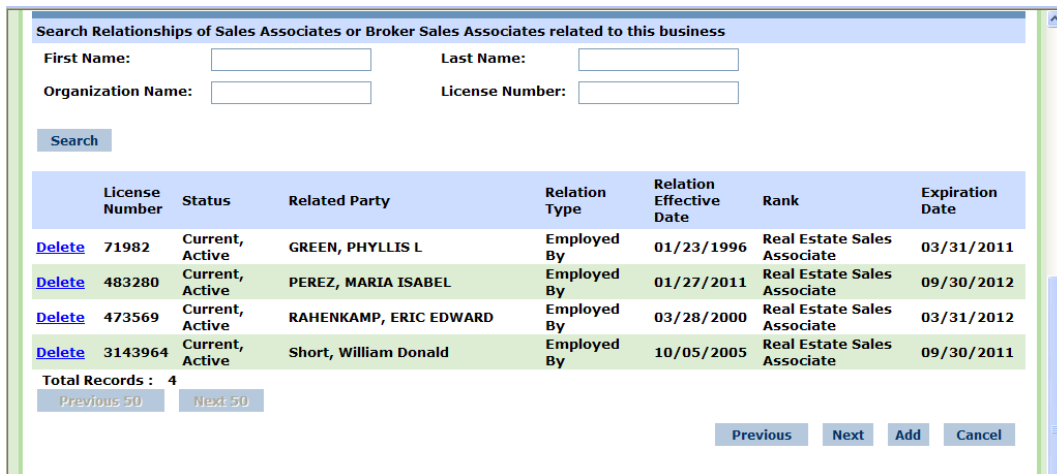 Search Relationships of Sales Associates or Broker Sales Associates related to this business
First Name: Last Name:
Organization Name: License Number:
Search
License Number Status Related Party Relation Type Relation Effective Date Rank Expiration Date
Delete 71982 Current, Active GREEN, PHYLLIS L Employed By 01/23/1996 Real Estate Sales Associate 03/31/2011
Delete 483280 Current, Active PEREZ, MARIA ISABEL Employed By 01/27/2011 Real Estate Sales Associate 09/30/2012
Delete 473569 Current, Active RAHENKAMP, ERIC EDWARD Employed By 03/28/2000 Real Estate Sales Associate 03/31/2012
Delete 3143964 Current, Active Short, William Donald Employed By 10/05/2005 Real Estate Sales Associate 09/30/2011
Total Records : 4
Previous 50 Next 50
Previous Next Add Cancel